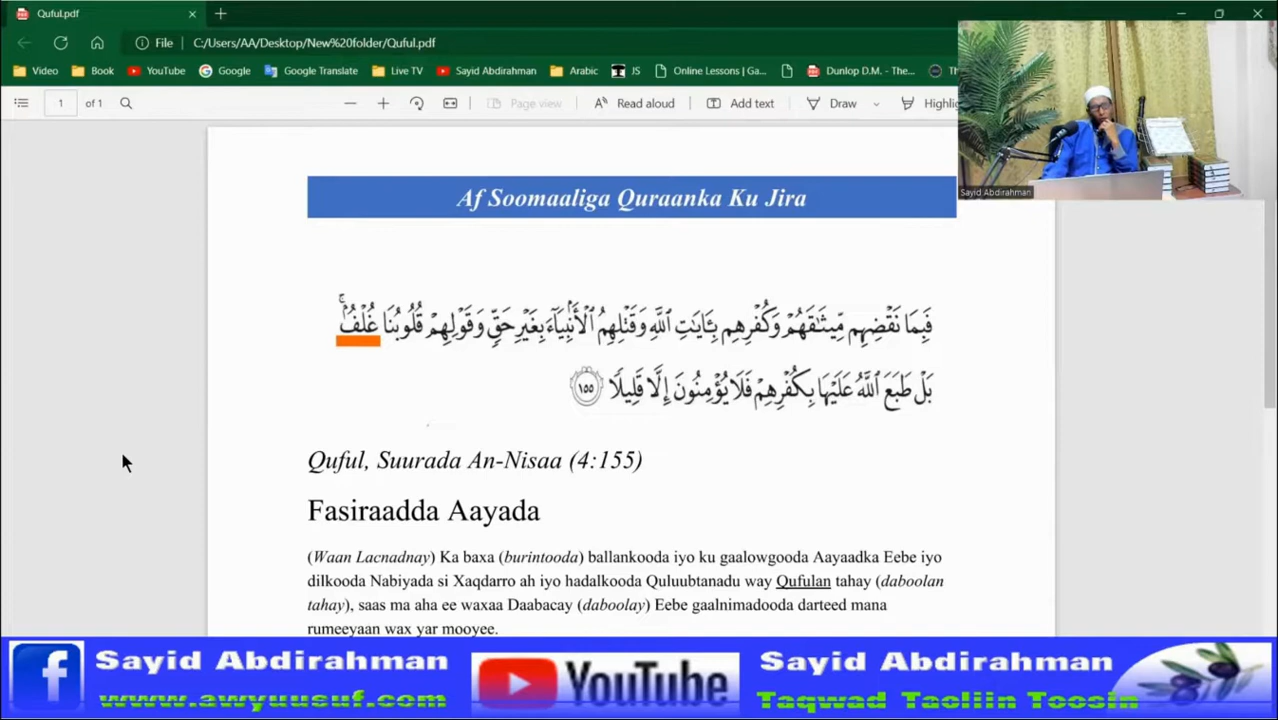 Quful.pdf
File C:/Users/AA/Desktop/New%20folder/Quful.pdf
Video Book YouTube Google Google Translate Live TV Sayid Abdirahman Arabic JS Online Lessons | Ga... Dunlop D.M. - The...
1 of 1 Page view Read aloud Add text Draw
Sayid Abdirahman
Af Soomaaliga Quraanka Ku Jira
فَبِمَا نَقْضِهِم مِّيثَٰقَهُمْ وَكُفْرِهِم بِـَٔايَٰتِ ٱللَّهِ وَقَتْلِهِمُ ٱلْأَنۢبِيَآءَ بِغَيْرِ حَقٍّ وَقَوْلِهِمْ قُلُوبُنَا غُلْفٌۢ ۚ
بَلْ طَبَعَ ٱللَّهُ عَلَيْهَا بِكُفْرِهِمْ فَلَا يُؤْمِنُونَ إِلَّا قَلِيلًا ١٥٥
Quful, Suurada An-Nisaa (4:155)
Fasiraadda Aayada
(Waan Lacnadnay) Ka baxa (burintooda) ballankooda iyo ku gaalowgooda Aayaadka Eebe iyo
dilkooda Nabiyada si Xaqdarro ah iyo hadalkooda Quluubtanadu way Qufulan tahay (daboolan
tahay), saas ma aha ee waxaa Daabacay (daboolay) Eebe gaalnimadooda darteed mana
rumeeyaan wax yar mooyee.
Sayid Abdirahman
www.awyuusuf.com
YouTube
Sayid Abdirahman
Taqwad Taoliin Toosin